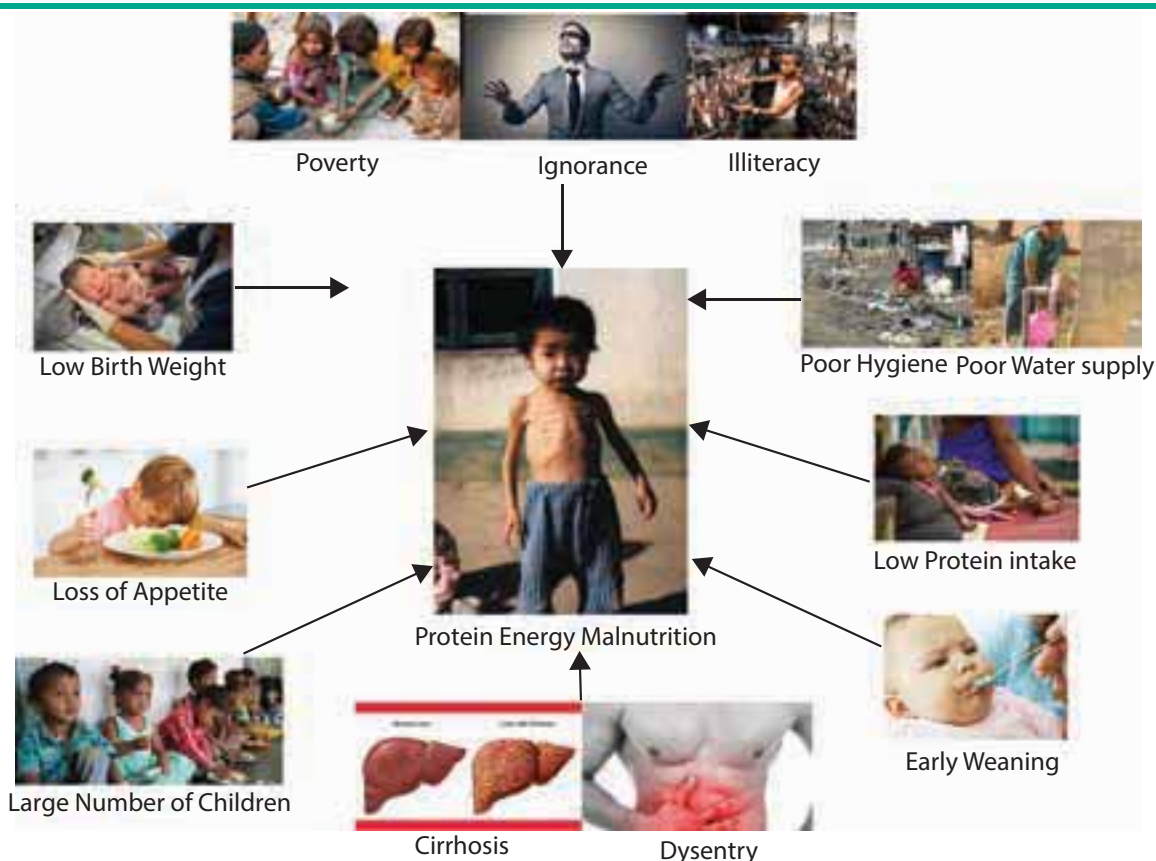 Poverty
Ignorance
Illiteracy
Low Birth Weight
Poor Hygiene
Poor Water supply
Loss of Appetite
Low Protein intake
Protein Energy Malnutrition
Large Number of Children
Early Weaning
Cirrhosis
Dysentry